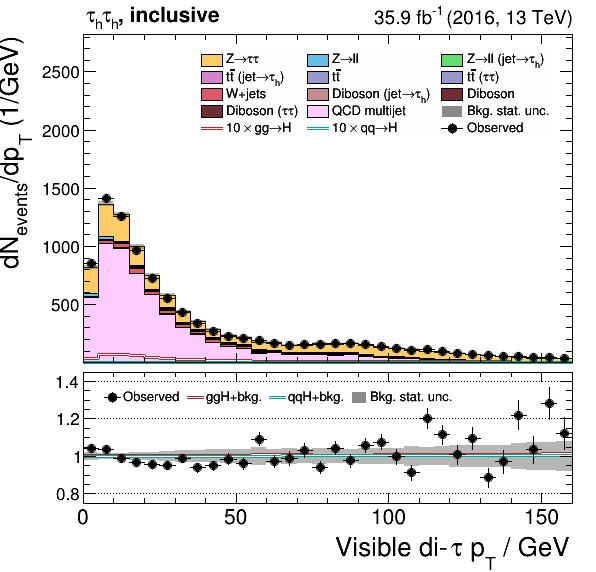 τhτh, inclusive
35.9 fb⁻¹ (2016, 13 TeV)
dNevents/dpT (1/GeV)
2500
2000
1500
1000
500
Z→ττ
Z→ll
Z→ll (jet→τh)
tt̄ (jet→τh)
tt̄
tt̄ (ττ)
W+jets
Diboson (jet→τh)
Diboson
Diboson (ττ)
QCD multijet
Bkg. stat. unc.
10 × gg→H
10 × qq→H
Observed
1.4
1.2
1
0.8
Observed
ggH+bkg.
qqH+bkg.
Bkg. stat. unc.
0
50
100
150
Visible di-τ pT / GeV